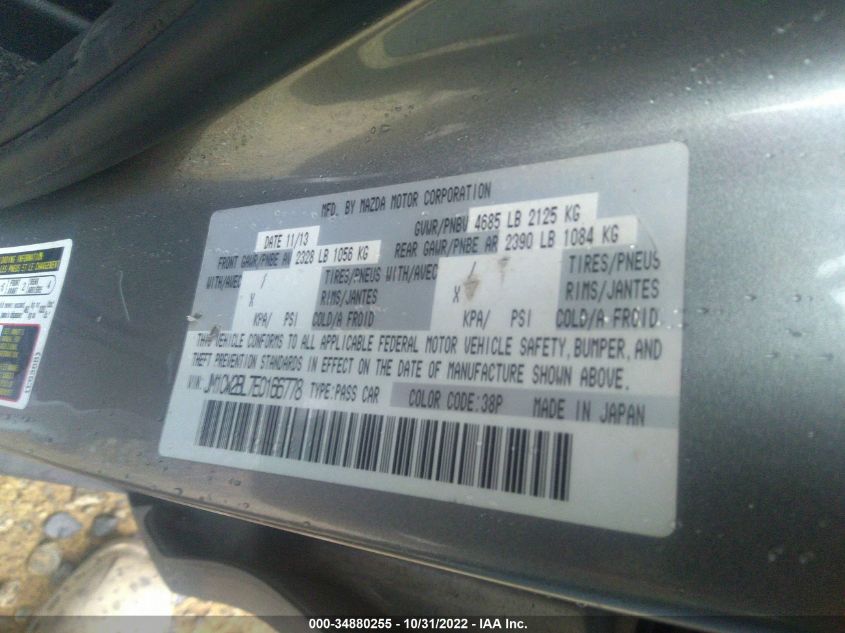 MFD. BY MAZDA MOTOR CORPORATION
DATE 11/13 GVWR/PNBV 4685 LB 2125 KG
FRONT GAWR/PNBE AV 2328 LB 1056 KG REAR GAWR/PNBE AR 2390 LB 1084 KG
WITH/AVEC / TIRES/PNEUS WITH/AVEC / TIRES/PNEUS
X RIMS/JANTES X RIMS/JANTES
KPA/ PSI COLD/A FROID KPA/ PSI COLD/A FROID
THIS VEHICLE CONFORMS TO ALL APPLICABLE FEDERAL MOTOR VEHICLE SAFETY, BUMPER, AND
THEFT PREVENTION STANDARDS IN EFFECT ON THE DATE OF MANUFACTURE SHOWN ABOVE.
VIN: JM1CW2BL7E0166778 TYPE:PASS CAR COLOR CODE:38P MADE IN JAPAN
000-34880255 - 10/31/2022 - IAA Inc.